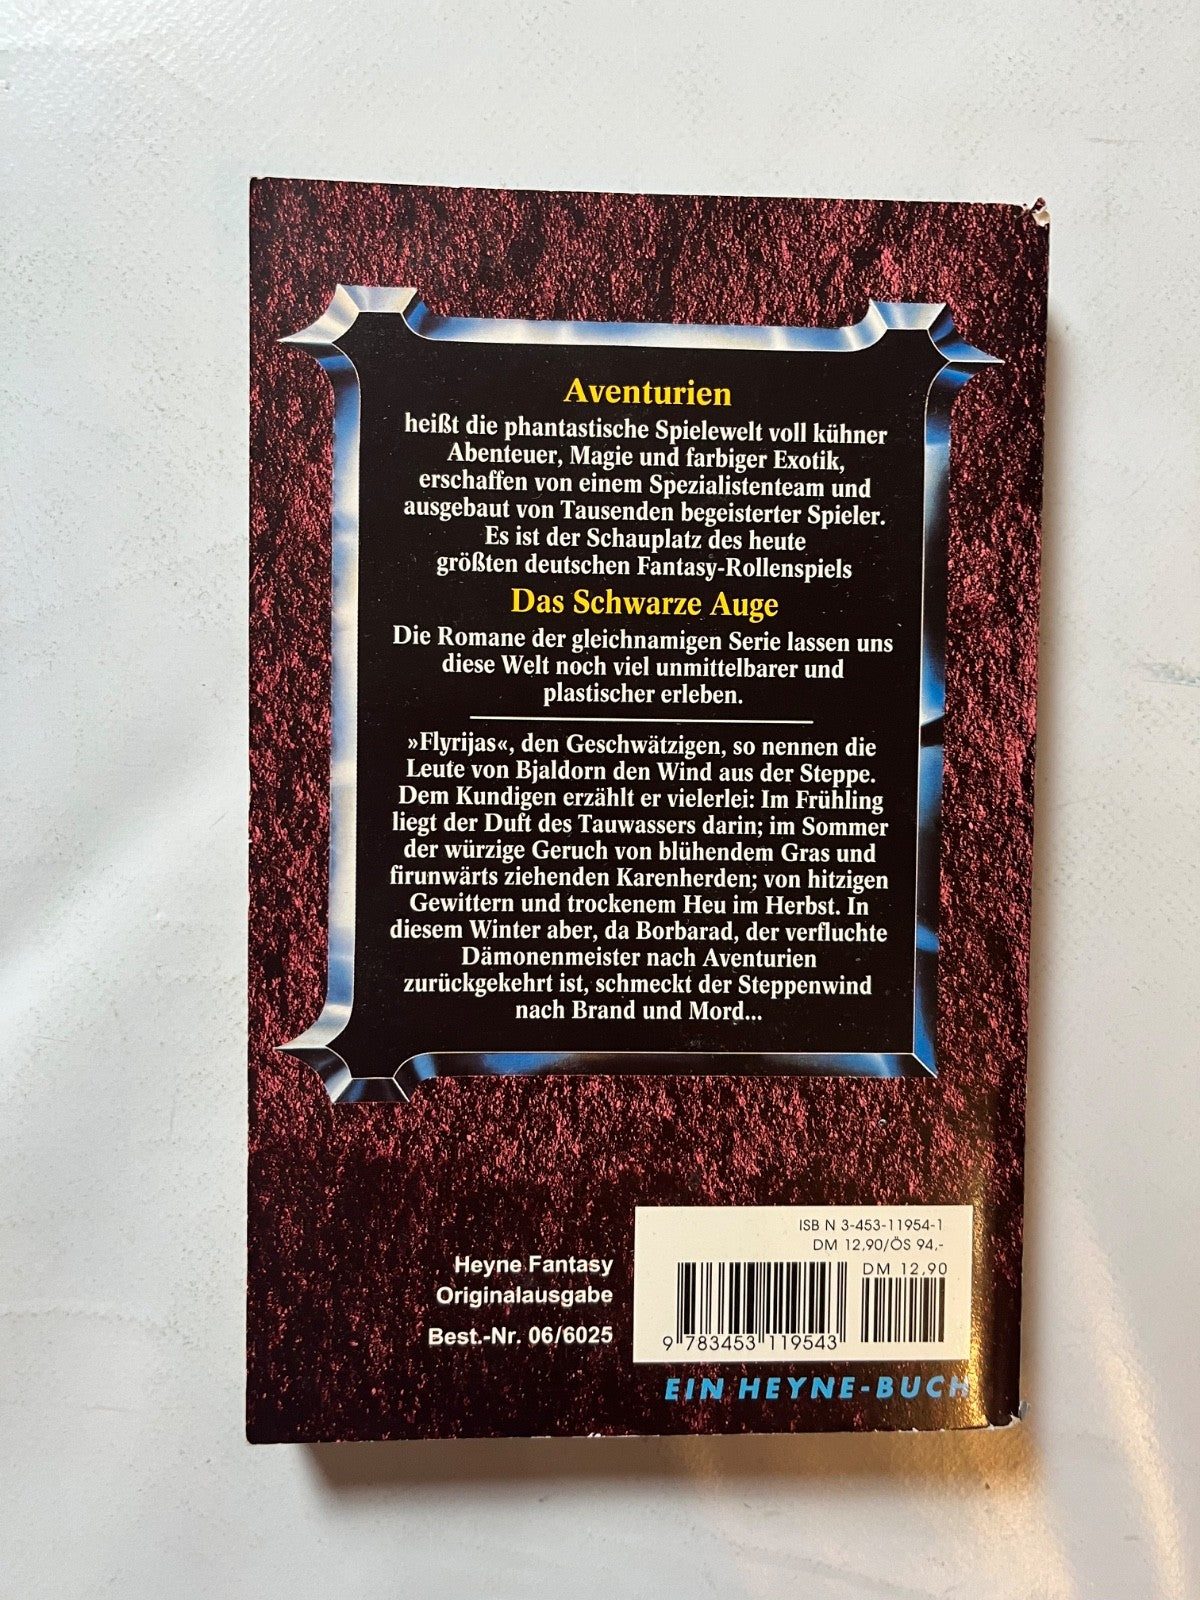 Aventurien
heißt die phantastische Spielewelt voll kühner
Abenteuer, Magie und farbiger Exotik,
erschaffen von einem Spezialistenteam und
ausgebaut von Tausenden begeisterter Spieler.
Es ist der Schauplatz des heute
größten deutschen Fantasy-Rollenspiels
Das Schwarze Auge
Die Romane der gleichnamigen Serie lassen uns
diese Welt noch viel unmittelbarer und
plastischer erleben.
»Flyrijas«, den Geschwätzigen, so nennen die
Leute von Bjaldorn den Wind aus der Steppe.
Dem Kundigen erzählt er vielerlei: Im Frühling
liegt der Duft des Tauwassers darin; im Sommer
der würzige Geruch von blühendem Gras und
firunwärts ziehenden Karenherden; von hitzigen
Gewittern und trockenem Heu im Herbst. In
diesem Winter aber, da Borbarad, der verfluchte
Dämonenmeister nach Aventurien
zurückgekehrt ist, schmeckt der Steppenwind
nach Brand und Mord...
ISB N 3-453-11954-1
DM 12,90/ÖS 94,-
DM 12,90
9 783453 119543
Heyne Fantasy
Originalausgabe
Best.-Nr. 06/6025
EIN HEYNE-BUCH